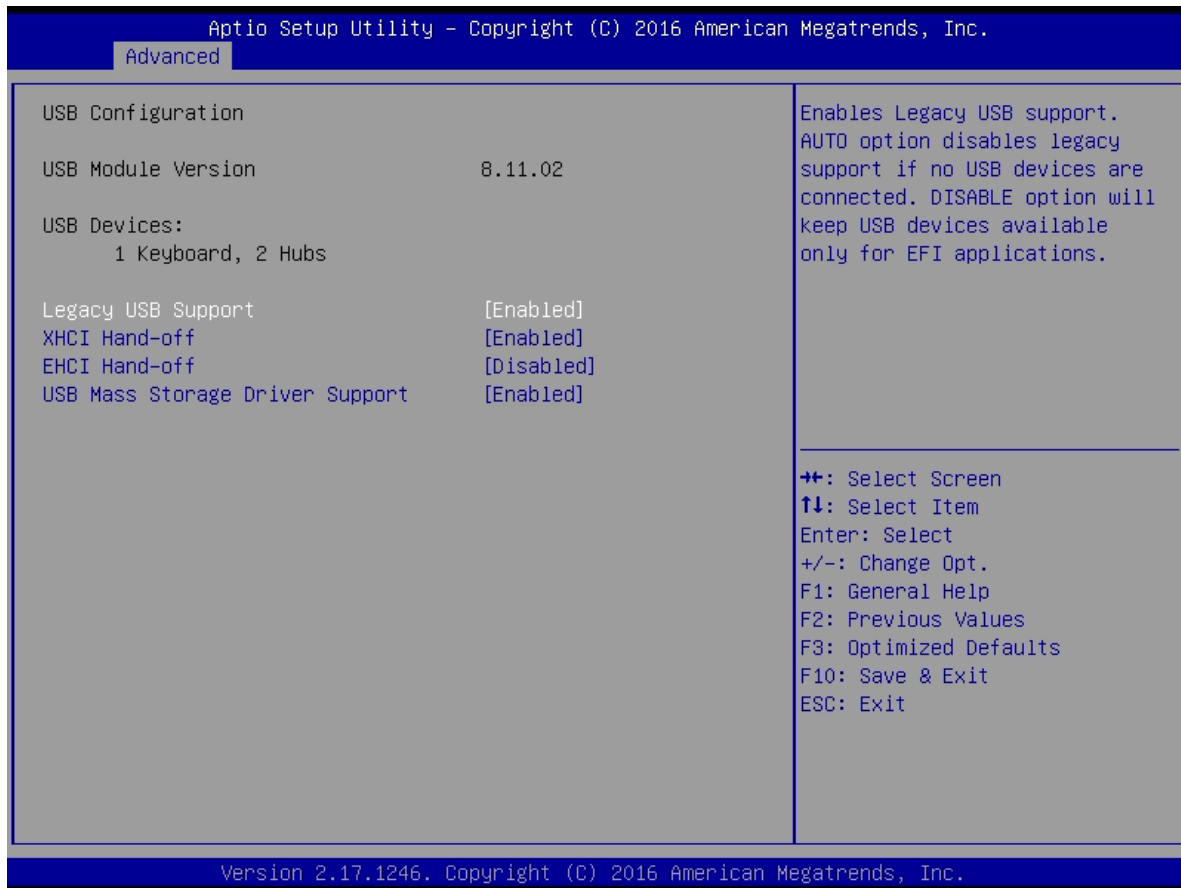 Aptio Setup Utility – Copyright (C) 2016 American Megatrends, Inc.
Advanced
USB Configuration
USB Module Version 8.11.02
USB Devices:
1 Keyboard, 2 Hubs
Legacy USB Support [Enabled]
XHCI Hand-off [Enabled]
EHCI Hand-off [Disabled]
USB Mass Storage Driver Support [Enabled]
Enables Legacy USB support.
AUTO option disables legacy
support if no USB devices are
connected. DISABLE option will
keep USB devices available
only for EFI applications.
→←: Select Screen
↑↓: Select Item
Enter: Select
+/-: Change Opt.
F1: General Help
F2: Previous Values
F3: Optimized Defaults
F10: Save & Exit
ESC: Exit
Version 2.17.1246. Copyright (C) 2016 American Megatrends, Inc.